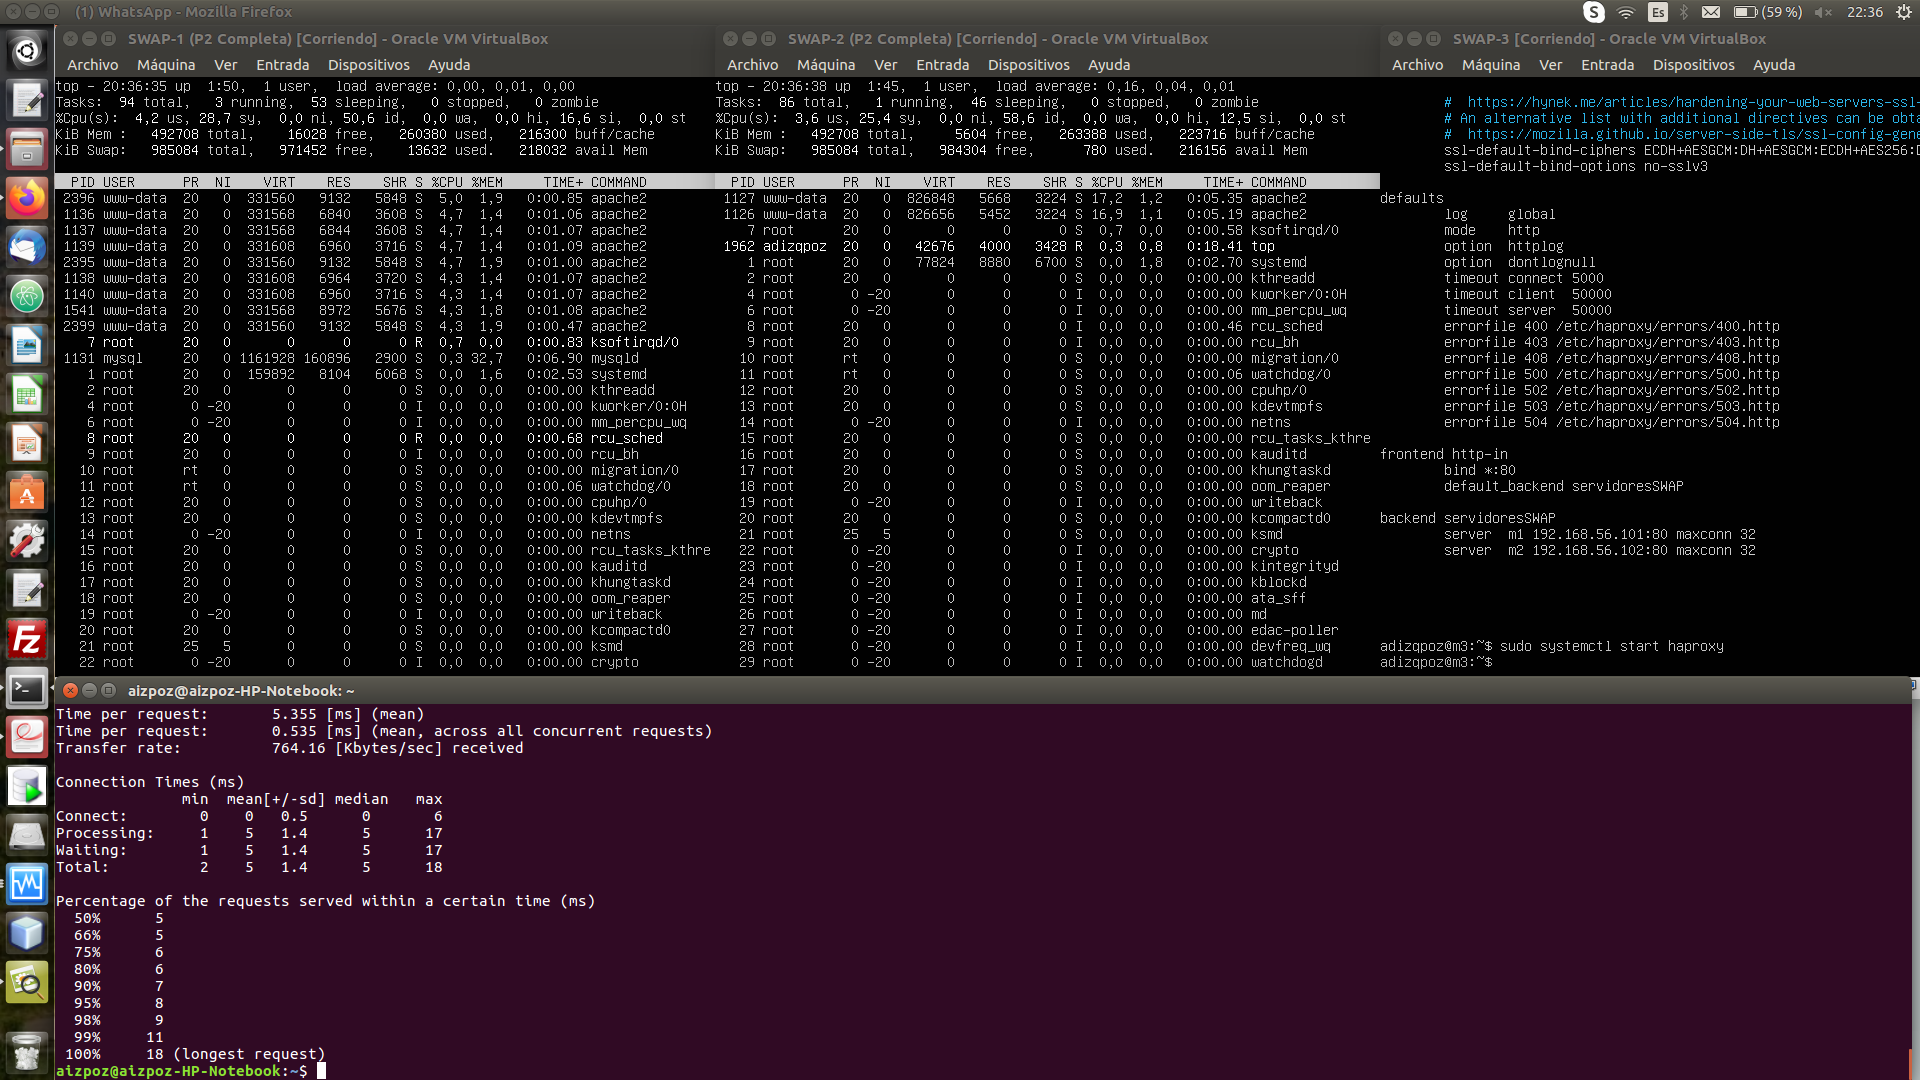 (1) WhatsApp - Mozilla Firefox
Es
(59 %)
22:36
SWAP-1 (P2 Completa) [Corriendo] - Oracle VM VirtualBox
Archivo Máquina Ver Entrada Dispositivos Ayuda
top - 20:36:35 up  1:50,  1 user,  load average: 0,00, 0,01, 0,00
Tasks:  94 total,   3 running,  53 sleeping,   0 stopped,   0 zombie
%Cpu(s):  4,2 us, 28,7 sy,  0,0 ni, 50,6 id,  0,0 wa,  0,0 hi, 16,6 si,  0,0 st
KiB Mem :   492708 total,    16028 free,   260380 used,   216300 buff/cache
KiB Swap:   985084 total,   971452 free,    13632 used.   218032 avail Mem
PID USER PR NI VIRT RES SHR S %CPU %MEM TIME+ COMMAND
2396 www-data 20 0 331560 9132 5848 S 5,0 1,9 0:00.85 apache2
1136 www-data 20 0 331568 6840 3608 S 4,7 1,4 0:01.06 apache2
1137 www-data 20 0 331568 6844 3608 S 4,7 1,4 0:01.07 apache2
1139 www-data 20 0 331608 6960 3716 S 4,7 1,4 0:01.09 apache2
2395 www-data 20 0 331560 9132 5848 S 4,7 1,9 0:01.00 apache2
1138 www-data 20 0 331608 6964 3720 S 4,3 1,4 0:01.07 apache2
1140 www-data 20 0 331608 6960 3716 S 4,3 1,4 0:01.07 apache2
1541 www-data 20 0 331568 8972 5676 S 4,3 1,8 0:01.08 apache2
2399 www-data 20 0 331560 9132 5848 S 4,3 1,9 0:00.47 apache2
7 root 20 0 0 0 0 R 0,7 0,0 0:00.83 ksoftirqd/0
1131 mysql 20 0 1161928 160896 2900 S 0,3 32,7 0:06.90 mysqld
1 root 20 0 159892 8104 6068 S 0,0 1,6 0:02.53 systemd
2 root 20 0 0 0 0 S 0,0 0,0 0:00.00 kthreadd
4 root 0 -20 0 0 0 I 0,0 0,0 0:00.00 kworker/0:0H
6 root 0 -20 0 0 0 I 0,0 0,0 0:00.00 mm_percpu_wq
8 root 20 0 0 0 0 R 0,0 0,0 0:00.68 rcu_sched
9 root 20 0 0 0 0 I 0,0 0,0 0:00.00 rcu_bh
10 root rt 0 0 0 0 S 0,0 0,0 0:00.00 migration/0
11 root rt 0 0 0 0 S 0,0 0,0 0:00.06 watchdog/0
12 root 20 0 0 0 0 S 0,0 0,0 0:00.00 cpuhp/0
13 root 20 0 0 0 0 S 0,0 0,0 0:00.00 kdevtmpfs
14 root 0 -20 0 0 0 I 0,0 0,0 0:00.00 netns
15 root 20 0 0 0 0 S 0,0 0,0 0:00.00 rcu_tasks_kthre
16 root 20 0 0 0 0 S 0,0 0,0 0:00.00 kauditd
17 root 20 0 0 0 0 S 0,0 0,0 0:00.00 khungtaskd
18 root 20 0 0 0 0 S 0,0 0,0 0:00.00 oom_reaper
19 root 0 -20 0 0 0 I 0,0 0,0 0:00.00 writeback
20 root 20 0 0 0 0 S 0,0 0,0 0:00.00 kcompactd0
21 root 25 5 0 0 0 S 0,0 0,0 0:00.00 ksmd
22 root 0 -20 0 0 0 I 0,0 0,0 0:00.00 crypto
SWAP-2 (P2 Completa) [Corriendo] - Oracle VM VirtualBox
Archivo Máquina Ver Entrada Dispositivos Ayuda
top - 20:36:38 up  1:45,  1 user,  load average: 0,16, 0,04, 0,01
Tasks:  86 total,   1 running,  46 sleeping,   0 stopped,   0 zombie
%Cpu(s):  3,6 us, 25,4 sy,  0,0 ni, 58,6 id,  0,0 wa,  0,0 hi, 12,5 si,  0,0 st
KiB Mem :   492708 total,     5604 free,   263388 used,   223716 buff/cache
KiB Swap:   985084 total,   984304 free,      780 used.   216156 avail Mem
PID USER PR NI VIRT RES SHR S %CPU %MEM TIME+ COMMAND
1127 www-data 20 0 826848 5668 3224 S 17,2 1,2 0:05.35 apache2
1126 www-data 20 0 826656 5452 3224 S 16,9 1,1 0:05.19 apache2
7 root 20 0 0 0 0 S 0,7 0,0 0:00.58 ksoftirqd/0
1962 adizqpoz 20 0 42676 4000 3428 R 0,3 0,8 0:18.41 top
1 root 20 0 77824 8880 6700 S 0,0 1,8 0:02.70 systemd
2 root 20 0 0 0 0 S 0,0 0,0 0:00.00 kthreadd
4 root 0 -20 0 0 0 I 0,0 0,0 0:00.00 kworker/0:0H
6 root 0 -20 0 0 0 I 0,0 0,0 0:00.00 mm_percpu_wq
8 root 20 0 0 0 0 I 0,0 0,0 0:00.46 rcu_sched
9 root 20 0 0 0 0 I 0,0 0,0 0:00.00 rcu_bh
10 root rt 0 0 0 0 S 0,0 0,0 0:00.00 migration/0
11 root rt 0 0 0 0 S 0,0 0,0 0:00.06 watchdog/0
12 root 20 0 0 0 0 S 0,0 0,0 0:00.00 cpuhp/0
13 root 20 0 0 0 0 S 0,0 0,0 0:00.00 kdevtmpfs
14 root 0 -20 0 0 0 I 0,0 0,0 0:00.00 netns
15 root 20 0 0 0 0 S 0,0 0,0 0:00.00 rcu_tasks_kthre
16 root 20 0 0 0 0 S 0,0 0,0 0:00.00 kauditd
17 root 20 0 0 0 0 S 0,0 0,0 0:00.00 khungtaskd
18 root 20 0 0 0 0 S 0,0 0,0 0:00.00 oom_reaper
19 root 0 -20 0 0 0 I 0,0 0,0 0:00.00 writeback
20 root 20 0 0 0 0 S 0,0 0,0 0:00.00 kcompactd0
21 root 25 5 0 0 0 S 0,0 0,0 0:00.00 ksmd
22 root 0 -20 0 0 0 I 0,0 0,0 0:00.00 crypto
23 root 0 -20 0 0 0 I 0,0 0,0 0:00.00 kintegrityd
24 root 0 -20 0 0 0 I 0,0 0,0 0:00.00 kblockd
25 root 0 -20 0 0 0 I 0,0 0,0 0:00.00 ata_sff
26 root 0 -20 0 0 0 I 0,0 0,0 0:00.00 md
27 root 0 -20 0 0 0 I 0,0 0,0 0:00.00 edac-poller
28 root 0 -20 0 0 0 I 0,0 0,0 0:00.00 devfreq_wq
29 root 0 -20 0 0 0 I 0,0 0,0 0:00.00 watchdogd
SWAP-3 [Corriendo] - Oracle VM VirtualBox
Archivo Máquina Ver Entrada Dispositivos Ayuda
#  https://hynek.me/articles/hardening-your-web-servers-ssl-
# An alternative list with additional directives can be obta
#  https://mozilla.github.io/server-side-tls/ssl-config-gene
ssl-default-bind-ciphers ECDH+AESGCM:DH+AESGCM:ECDH+AES256:D
ssl-default-bind-options no-sslv3
defaults
log     global
mode    http
option  httplog
option  dontlognull
timeout connect 5000
timeout client  50000
timeout server  50000
errorfile 400 /etc/haproxy/errors/400.http
errorfile 403 /etc/haproxy/errors/403.http
errorfile 408 /etc/haproxy/errors/408.http
errorfile 500 /etc/haproxy/errors/500.http
errorfile 502 /etc/haproxy/errors/502.http
errorfile 503 /etc/haproxy/errors/503.http
errorfile 504 /etc/haproxy/errors/504.http
frontend http-in
bind *:80
default_backend servidoresSWAP
backend servidoresSWAP
server  m1 192.168.56.101:80 maxconn 32
server  m2 192.168.56.102:80 maxconn 32
adizqpoz@m3:~$ sudo systemctl start haproxy
adizqpoz@m3:~$
aizpoz@aizpoz-HP-Notebook: ~
Time per request:       5.355 [ms] (mean)
Time per request:       0.535 [ms] (mean, across all concurrent requests)
Transfer rate:          764.16 [Kbytes/sec] received
Connection Times (ms)
min  mean[+/-sd] median   max
Connect:        0    0   0.5      0       6
Processing:     1    5   1.4      5      17
Waiting:        1    5   1.4      5      17
Total:          2    5   1.4      5      18
Percentage of the requests served within a certain time (ms)
50%      5
66%      5
75%      6
80%      6
90%      7
95%      8
98%      9
99%     11
100%     18 (longest request)
aizpoz@aizpoz-HP-Notebook:~$